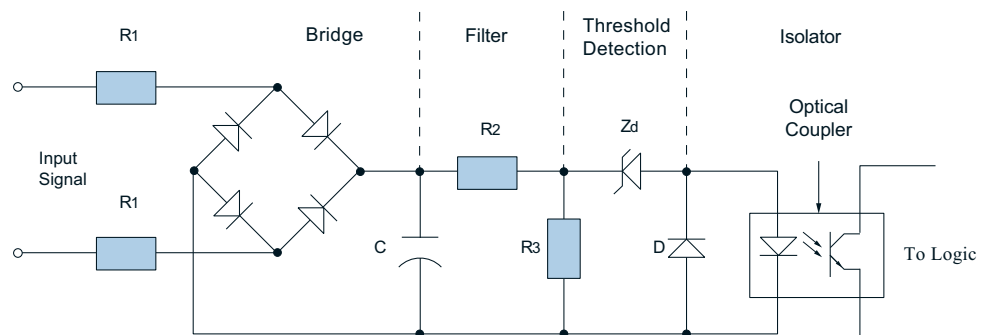 R1
Bridge
Filter
Threshold
Detection
Isolator
Optical
Coupler
R2
Zd
Input
Signal
R1
C
R3
D
To Logic